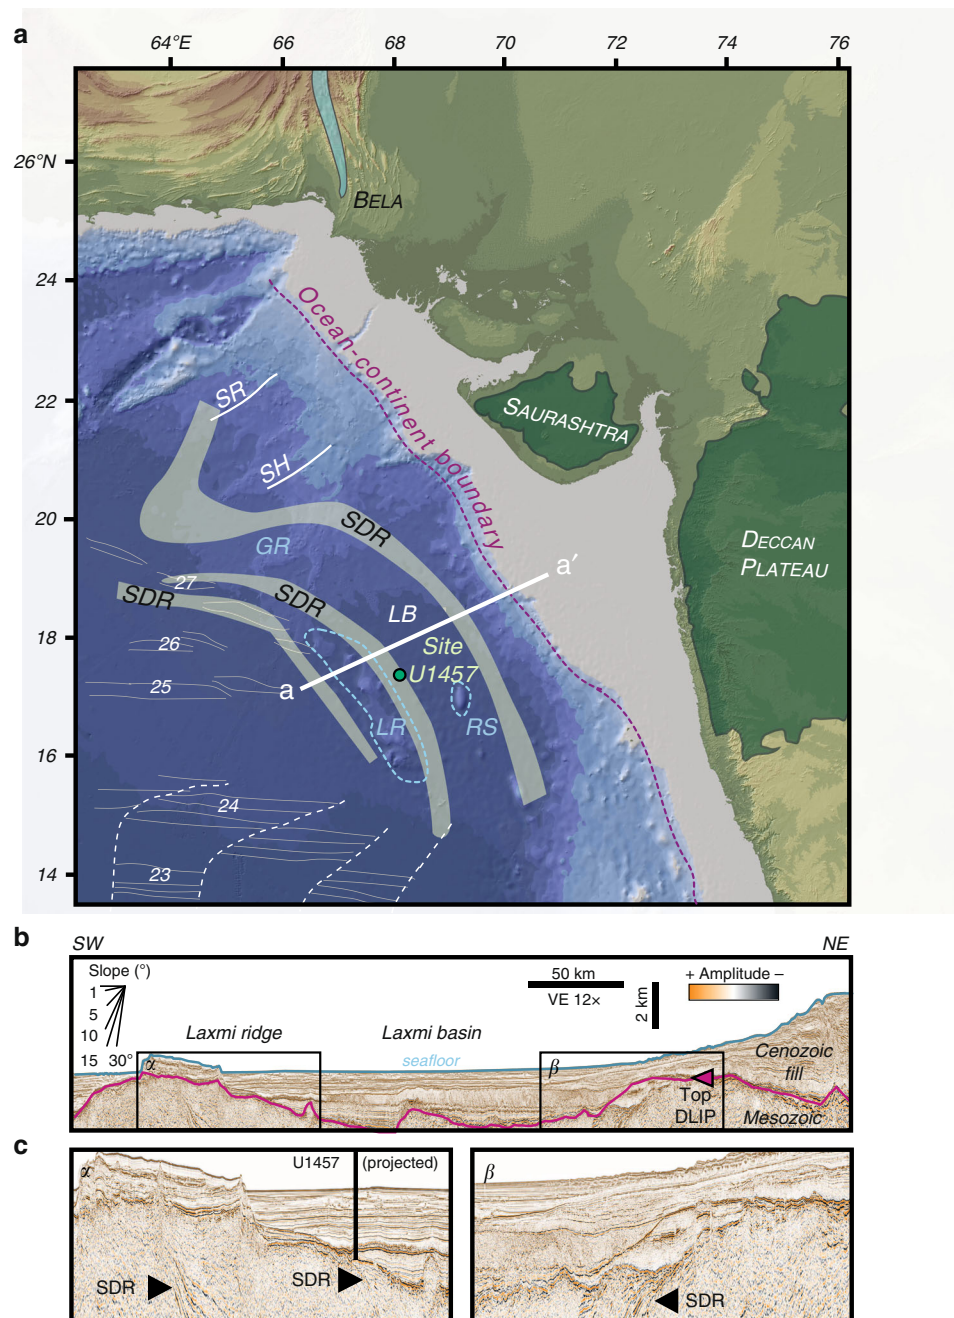 a
64°E 66 68 70 72 74 76
26°N
24
22
20
18
16
14
BELA
Ocean-continent boundary
SR
SH
SAURASHTRA
DECCAN
PLATEAU
SDR
GR
a′
27
SDR
SDR
LB
26
Site
U1457
25
a
LR
RS
24
23
b
SW
NE
Slope (°)
1
5
10
15 30°
50 km
VE 12×
2 km
+ Amplitude –
Laxmi ridge
Laxmi basin
seafloor
α
β
Cenozoic
fill
Top
DLIP
Mesozoic
c
α
U1457 (projected)
SDR
SDR
β
SDR